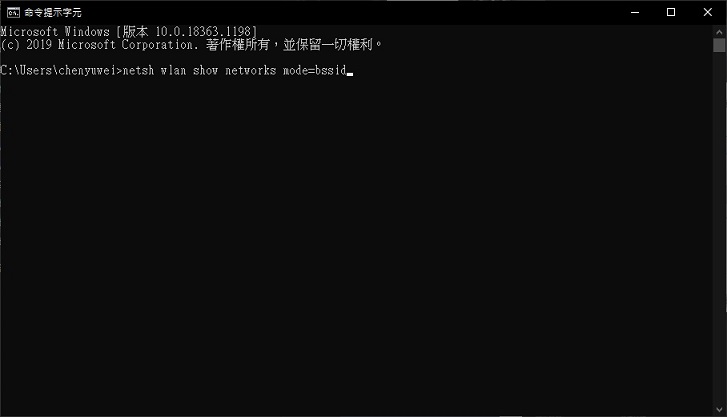 命令提示字元
Microsoft Windows [版本 10.0.18363.1198]
(c) 2019 Microsoft Corporation. 著作權所有，並保留一切權利。
C:\Users\chenyuwei>netsh wlan show networks mode=bssid